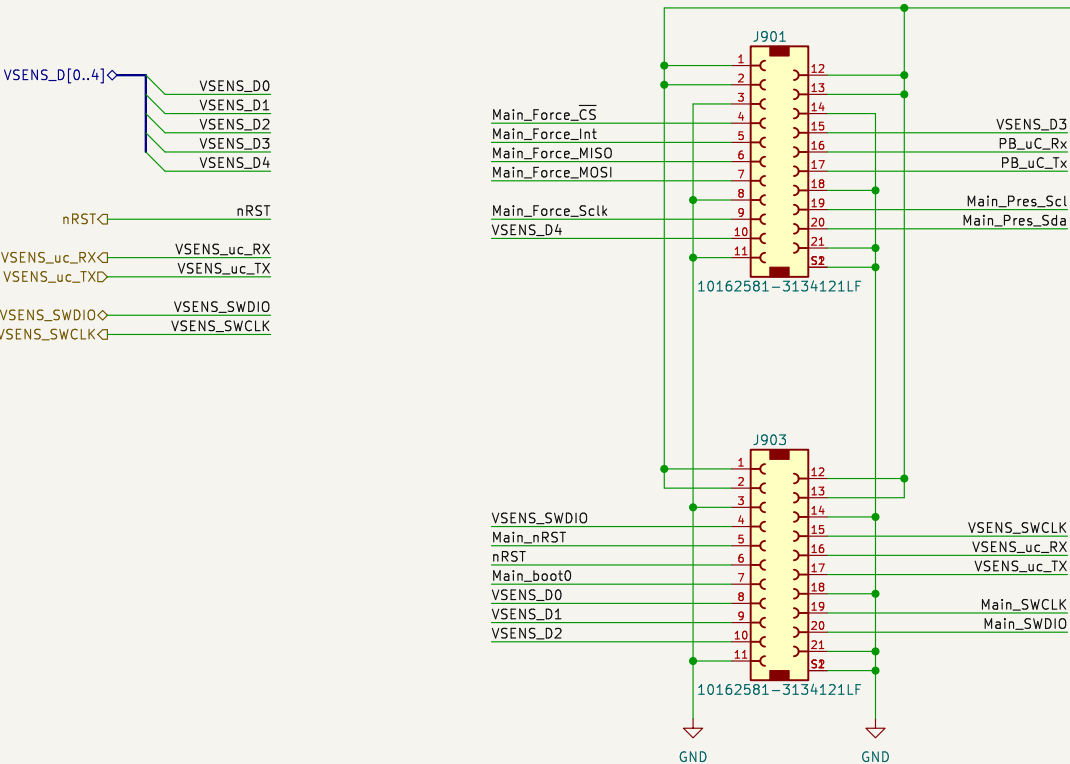 VSENS_D[0..4]
VSENS_D0
VSENS_D1
VSENS_D2
VSENS_D3
VSENS_D4
nRST
nRST
VSENS_uc_RX
VSENS_uc_RX
VSENS_uc_TX
VSENS_uc_TX
VSENS_SWDIO
VSENS_SWDIO
VSENS_SWCLK
VSENS_SWCLK
J901
1
2
3
Main_Force_CS 4
Main_Force_Int 5
Main_Force_MISO 6
Main_Force_MOSI 7
8
Main_Force_Sclk 9
VSENS_D4 10
11
12
13
14
15 VSENS_D3
16 PB_uC_Rx
17 PB_uC_Tx
18
19 Main_Pres_Scl
20 Main_Pres_Sda
21
10162581-3134121LF
J903
1
2
3
VSENS_SWDIO 4
Main_nRST 5
nRST 6
Main_boot0 7
VSENS_D0 8
VSENS_D1 9
VSENS_D2 10
11
12
13
14
15 VSENS_SWCLK
16 VSENS_uc_RX
17 VSENS_uc_TX
18
19 Main_SWCLK
20 Main_SWDIO
21
10162581-3134121LF
GND
GND